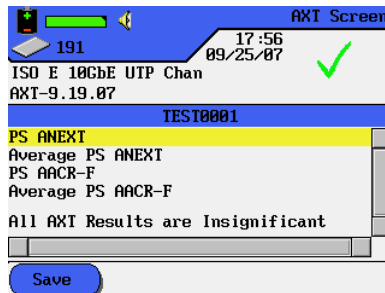 AXT Screen
191
17:56
09/25/07
ISO E 10GbE UTP Chan
AXT-9.19.07
TEST0001
PS ANEXT
Average PS ANEXT
PS AACR-F
Average PS AACR-F
All AXT Results are Insignificant
Save